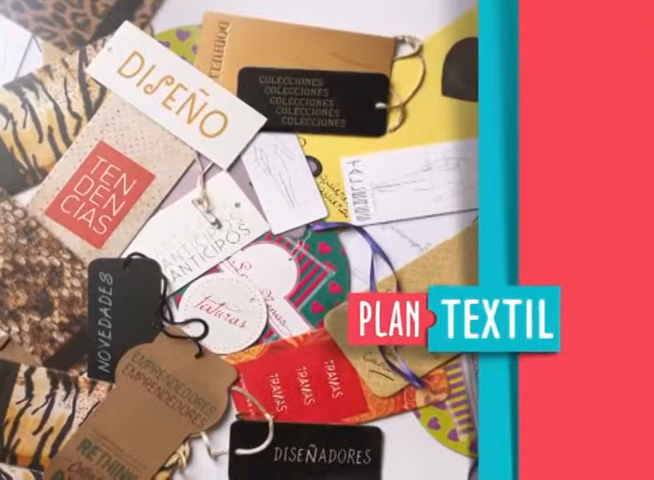 DISEÑO
COLECCIONES
COLECCIONES
COLECCIONES
COLECCIONES
COLECCIONES
TEN
DEN
CIAS
ANTICIPOS
ANTICIPOS
NOVEDADES
texturas
PLAN TEXTIL
EMPRENDEDORES
EMPRENDEDORES
TRAMAS
TRAMAS
TRAMAS
RETHINK
DISEÑADORES